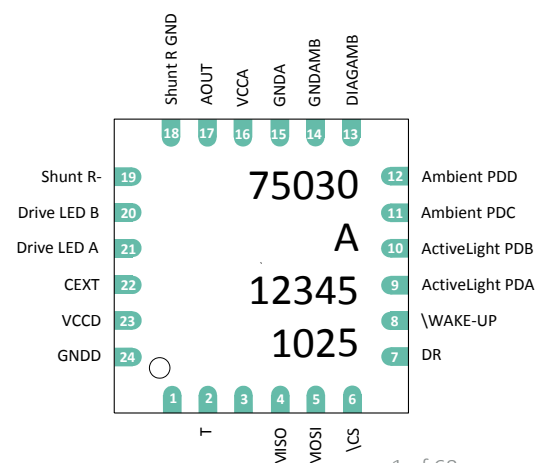 Shunt R GND
AOUT
VCCA
GNDA
GNDAMB
DIAGAMB
18 17 16 15 14 13
Shunt R- 19
Drive LED B 20
Drive LED A 21
CEXT 22
VCCD 23
GNDD 24
75030
A
12345
1025
12 Ambient PDD
11 Ambient PDC
10 ActiveLight PDB
9 ActiveLight PDA
8 \WAKE-UP
7 DR
1 2 3 4 5 6
T
MISO
MOSI
\CS